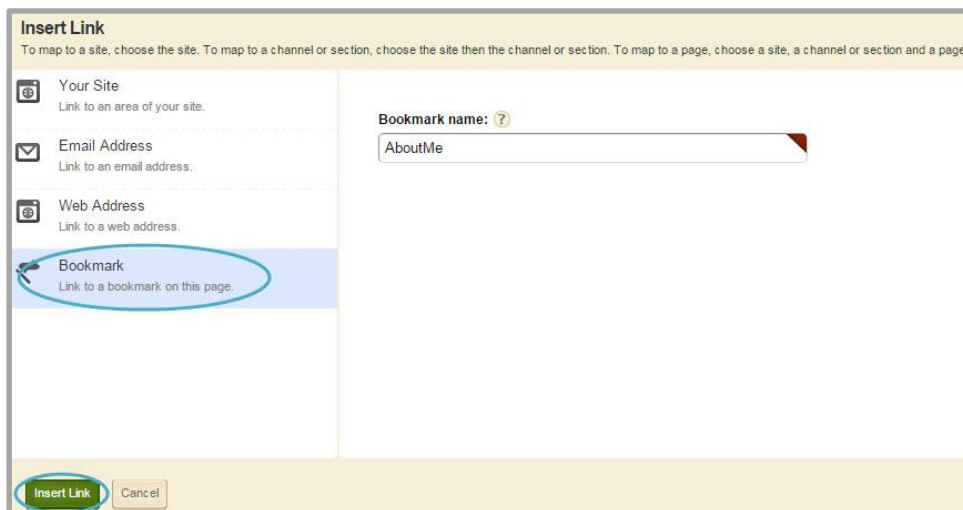 Insert Link
To map to a site, choose the site. To map to a channel or section, choose the site then the channel or section. To map to a page, choose a site, a channel or section and a page
Your Site
Link to an area of your site.
Email Address
Link to an email address.
Web Address
Link to a web address.
Bookmark
Link to a bookmark on this page.
Bookmark name: ?
AboutMe
Insert Link
Cancel